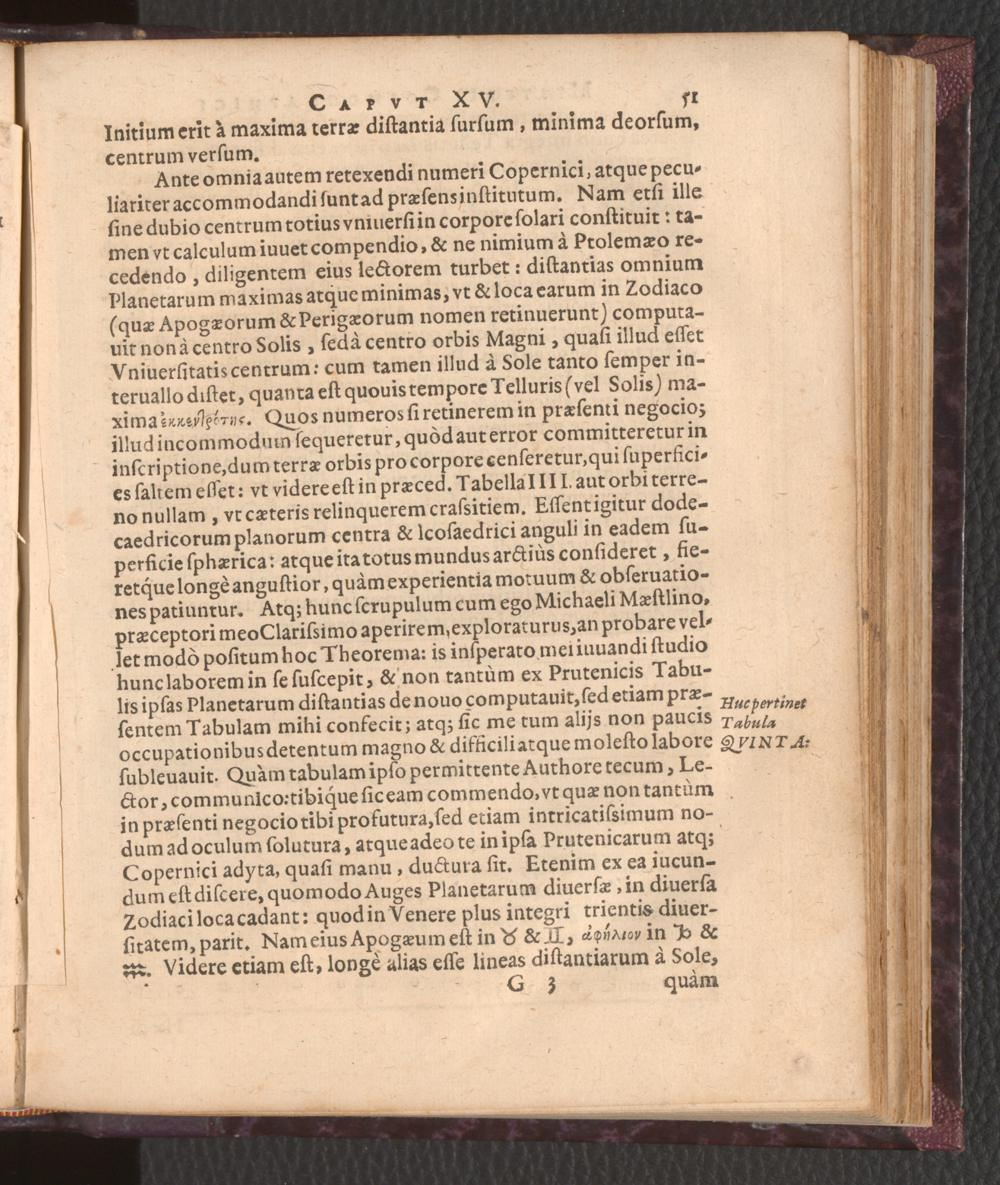 CAPVT XV. 51
Initium erit à maxima terræ diſtantia ſurſum, minima deorſum,
centrum verſum.
Ante omnia autem retexendi numeri Copernici, atque pecu-
liariter accommodandi ſunt ad præſens inſtitutum. Nam etſi ille
ſine dubio centrum totius vniuerſi in corpore ſolari conſtituit: ta-
men vt calculum iuuet compendio, & ne nimium à Ptolemæo re-
cedendo, diligentem eius lectorem turbet: diſtantias omnium
Planetarum maximas atque minimas, vt & loca earum in Zodiaco
(quæ Apogæorum & Perigæorum nomen retinuerunt) computa-
uit non à centro Solis, ſed à centro orbis Magni, quaſi illud eſſet
Vniuerſitatis centrum: cum tamen illud à Sole tanto ſemper in-
teruallo diſtet, quanta eſt quouis tempore Telluris (vel Solis) ma-
xima ἐκκεντρότης. Quos numeros ſi retinerem in præſenti negocio;
illud incommodum ſequeretur, quòd aut error committeretur in
inſcriptione, dum terræ orbis pro corpore cenſeretur, qui ſuperfici-
es ſaltem eſſet: vt videre eſt in præced. Tabella IIII. aut orbi terre-
no nullam, vt cæteris relinquerem craſsitiem. Eſſent igitur dode-
caedricorum planorum centra & Icoſaedrici anguli in eadem ſu-
perficie ſphærica: atque ita totus mundus arctiùs conſideret, fie-
retq́ue longè anguſtior, quàm experientia motuum & obſeruatio-
nes patiuntur. Atq; hunc ſcrupulum cum ego Michaeli Mæſtlino,
præceptori meo Clariſsimo aperirem, exploraturus, an probare vel-
let modò poſitum hoc Theorema: is inſperato mei iuuandi ſtudio
hunc laborem in ſe ſuſcepit, & non tantùm ex Prutenicis Tabu-
lis ipſas Planetarum diſtantias de nouo computauit, ſed etiam præ-
ſentem Tabulam mihi confecit; atq; ſic me tum alijs non paucis
occupationibus detentum magno & difficili atque moleſto labore
ſubleuauit. Quàm tabulam ipſo permittente Authore tecum, Le-
ctor, communico: tibiq́ue ſic eam commendo, vt quæ non tantùm
in præſenti negocio tibi profutura, ſed etiam intricatiſsimum no-
dum ad oculum ſolutura, atque adeo te in ipſa Prutenicarum atq;
Copernici adyta, quaſi manu, ductura ſit. Etenim ex ea iucun-
dum eſt diſcere, quomodo Auges Planetarum diuerſæ, in diuerſa
Zodiaci loca cadant: quod in Venere plus integri trientis diuer-
ſitatem, parit. Nam eius Apogæum eſt in ♉ & ♊, ἀφήλιον in ♑ &
♒. Videre etiam eſt, longè alias eſſe lineas diſtantiarum à Sole,
G 3 quàm
Huc pertinet
Tabula
QVINTA: